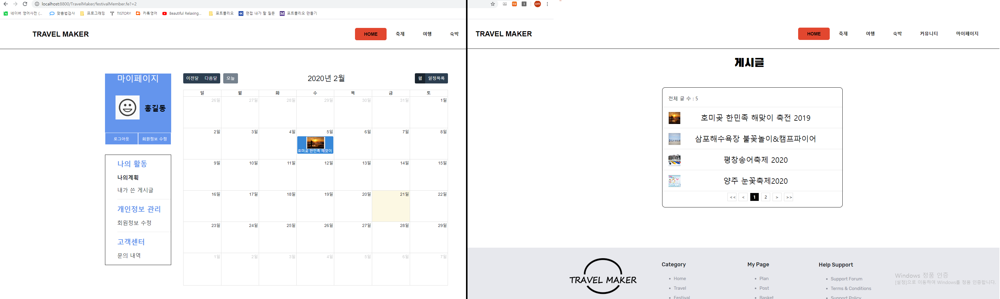 localhost:8800/TravelMaker/festivalMember.fe?=2
네이버 영어사전 (...
맞춤법검사
프로그래밍
TISTORY
카톡영어
Beautiful Relaxing...
포트폴리오
면접 내가 할 질문
포트폴리오 만들기
TRAVEL MAKER
HOME
축제
여행
숙박
마이페이지
홍길동
로그아웃
회원정보 수정
나의 활동
나의계획
내가 쓴 게시글
개인정보 관리
회원정보 수정
고객센터
문의 내역
이전달
다음달
오늘
2020년 2월
월
일정목록
일 월 화 수 목 금 토
26일 27일 28일 29일 30일 31일 1일
2일 3일 4일 5일 6일 7일 8일
호미곶 한민족 해맞이
9일 10일 11일 12일 13일 14일 15일
16일 17일 18일 19일 20일 21일 22일
23일 24일 25일 26일 27일 28일 29일
1일 2일 3일 4일 5일 6일 7일
om
TRAVEL MAKER
HOME
축제
여행
숙박
커뮤니티
마이페이지
게시글
전체 글 수 : 5
호미곶 한민족 해맞이 축전 2019
삼포해수욕장 불꽃놀이&캠프파이어
평창송어축제 2020
양주 눈꽃축제2020
<< < 1 2 > >>
TRAVEL MAKER
Category
Home
Travel
Festival
My Page
Plan
Post
Basket
Help Support
Support Forum
Terms & Conditions
Support Policy
Windows 정품 인증
[설정]으로 이동하여 Windows를 정품 인증합니다.